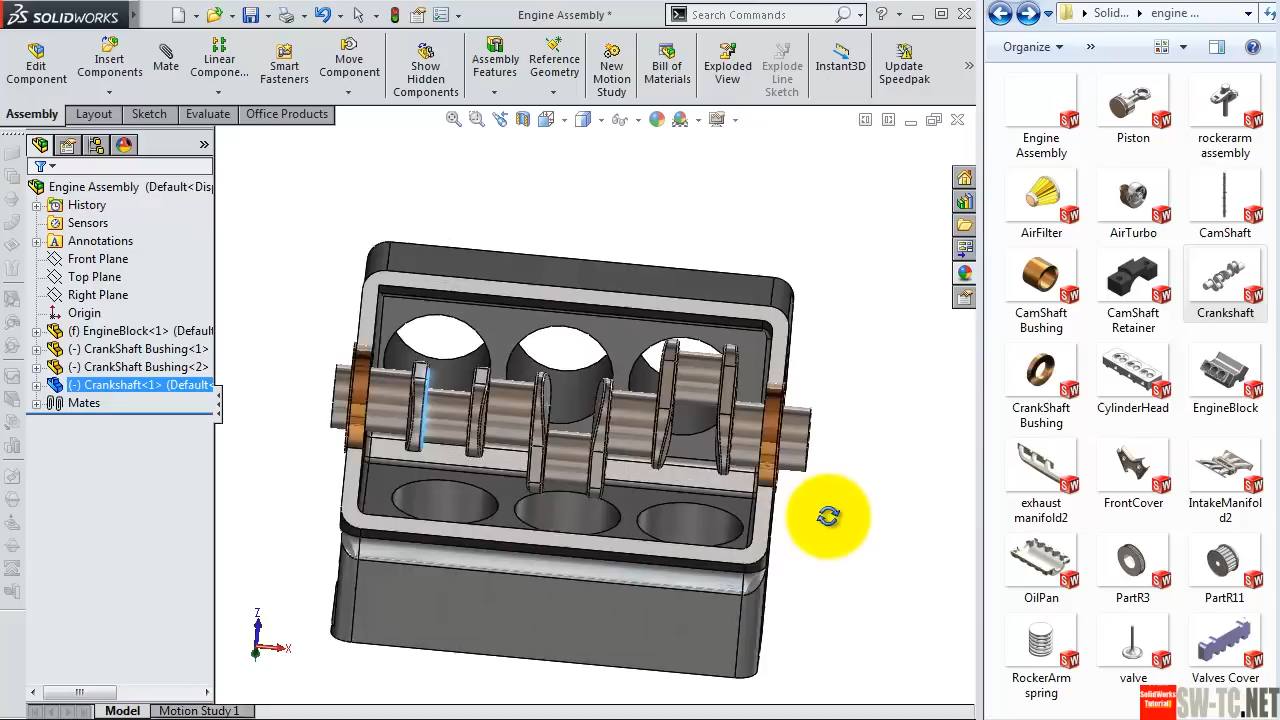 SOLIDWORKS
Engine Assembly *
Search Commands
Solid...
engine ...
Edit
Component
Insert
Components
Mate
Linear
Compone...
Smart
Fasteners
Move
Component
Show
Hidden
Components
Assembly
Features
Reference
Geometry
New
Motion
Study
Bill of
Materials
Exploded
View
Explode
Line
Sketch
Instant3D
Update
Speedpak
Organize
Assembly
Layout
Sketch
Evaluate
Office Products
Engine Assembly (Default<Disp
History
Sensors
Annotations
Front Plane
Top Plane
Right Plane
Origin
(f) EngineBlock<1> (Default
(-) CrankShaft Bushing<1>
(-) CrankShaft Bushing<2>
(-) Crankshaft<1> (Default<
Mates
Z
X
Model
Motion Study 1
Engine
Assembly
Piston
rockerarm
assembly
AirFilter
AirTurbo
CamShaft
CamShaft
Bushing
CamShaft
Retainer
Crankshaft
CrankShaft
Bushing
CylinderHead
EngineBlock
exhaust
manifold2
FrontCover
IntakeManifol
d2
OilPan
PartR3
PartR11
RockerArm
spring
valve
Valves Cover
SolidWorks
Tutorial
SW-TC.NET